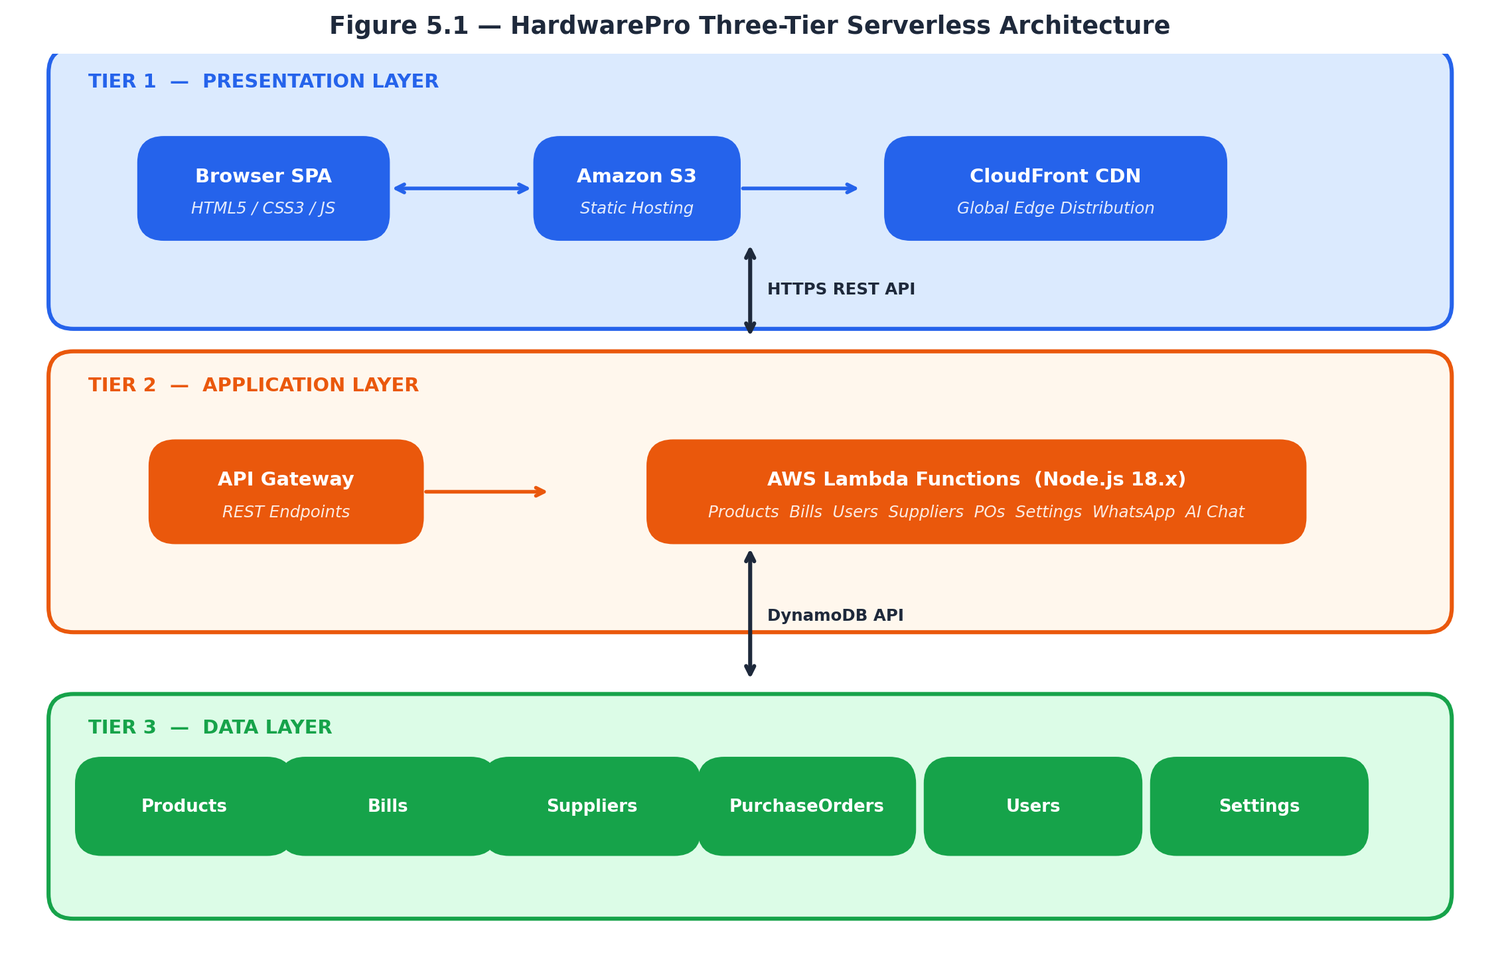 Figure 5.1 — HardwarePro Three-Tier Serverless Architecture
TIER 1 — PRESENTATION LAYER
Browser SPA
HTML5 / CSS3 / JS
Amazon S3
Static Hosting
CloudFront CDN
Global Edge Distribution
HTTPS REST API
TIER 2 — APPLICATION LAYER
API Gateway
REST Endpoints
AWS Lambda Functions (Node.js 18.x)
Products Bills Users Suppliers POs Settings WhatsApp AI Chat
DynamoDB API
TIER 3 — DATA LAYER
Products
Bills
Suppliers
PurchaseOrders
Users
Settings